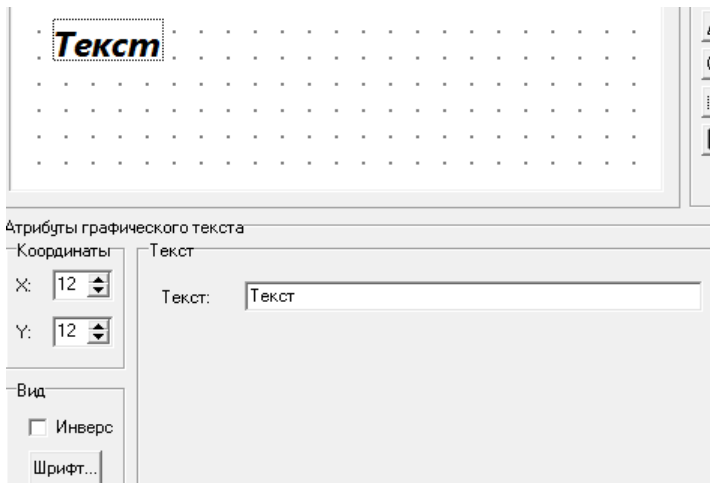 Текст
Атрибуты графического текста
Координаты
X: 12
Y: 12
Текст
Текст: Текст
Вид
Инверс
Шрифт...